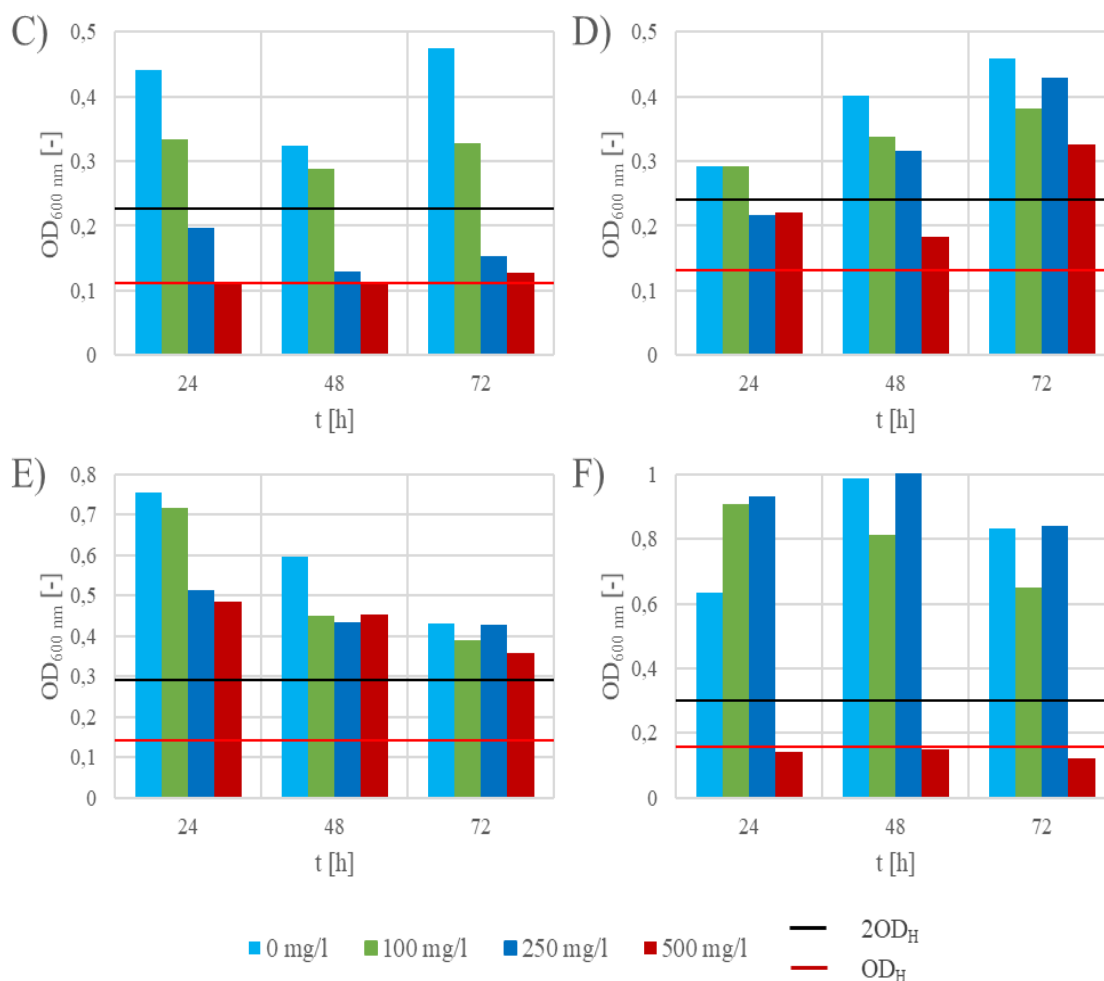 C)
0,5
0,4
0,3
0,2
0,1
0
OD600 nm [-]
24 48 72
t [h]
D)
0,5
0,4
0,3
0,2
0,1
0
OD600 nm [-]
24 48 72
t [h]
E)
0,8
0,7
0,6
0,5
0,4
0,3
0,2
0,1
0
OD600 nm [-]
24 48 72
t [h]
F)
1
0,8
0,6
0,4
0,2
0
OD600 nm [-]
24 48 72
t [h]
0 mg/l 100 mg/l 250 mg/l 500 mg/l 2ODH
ODH